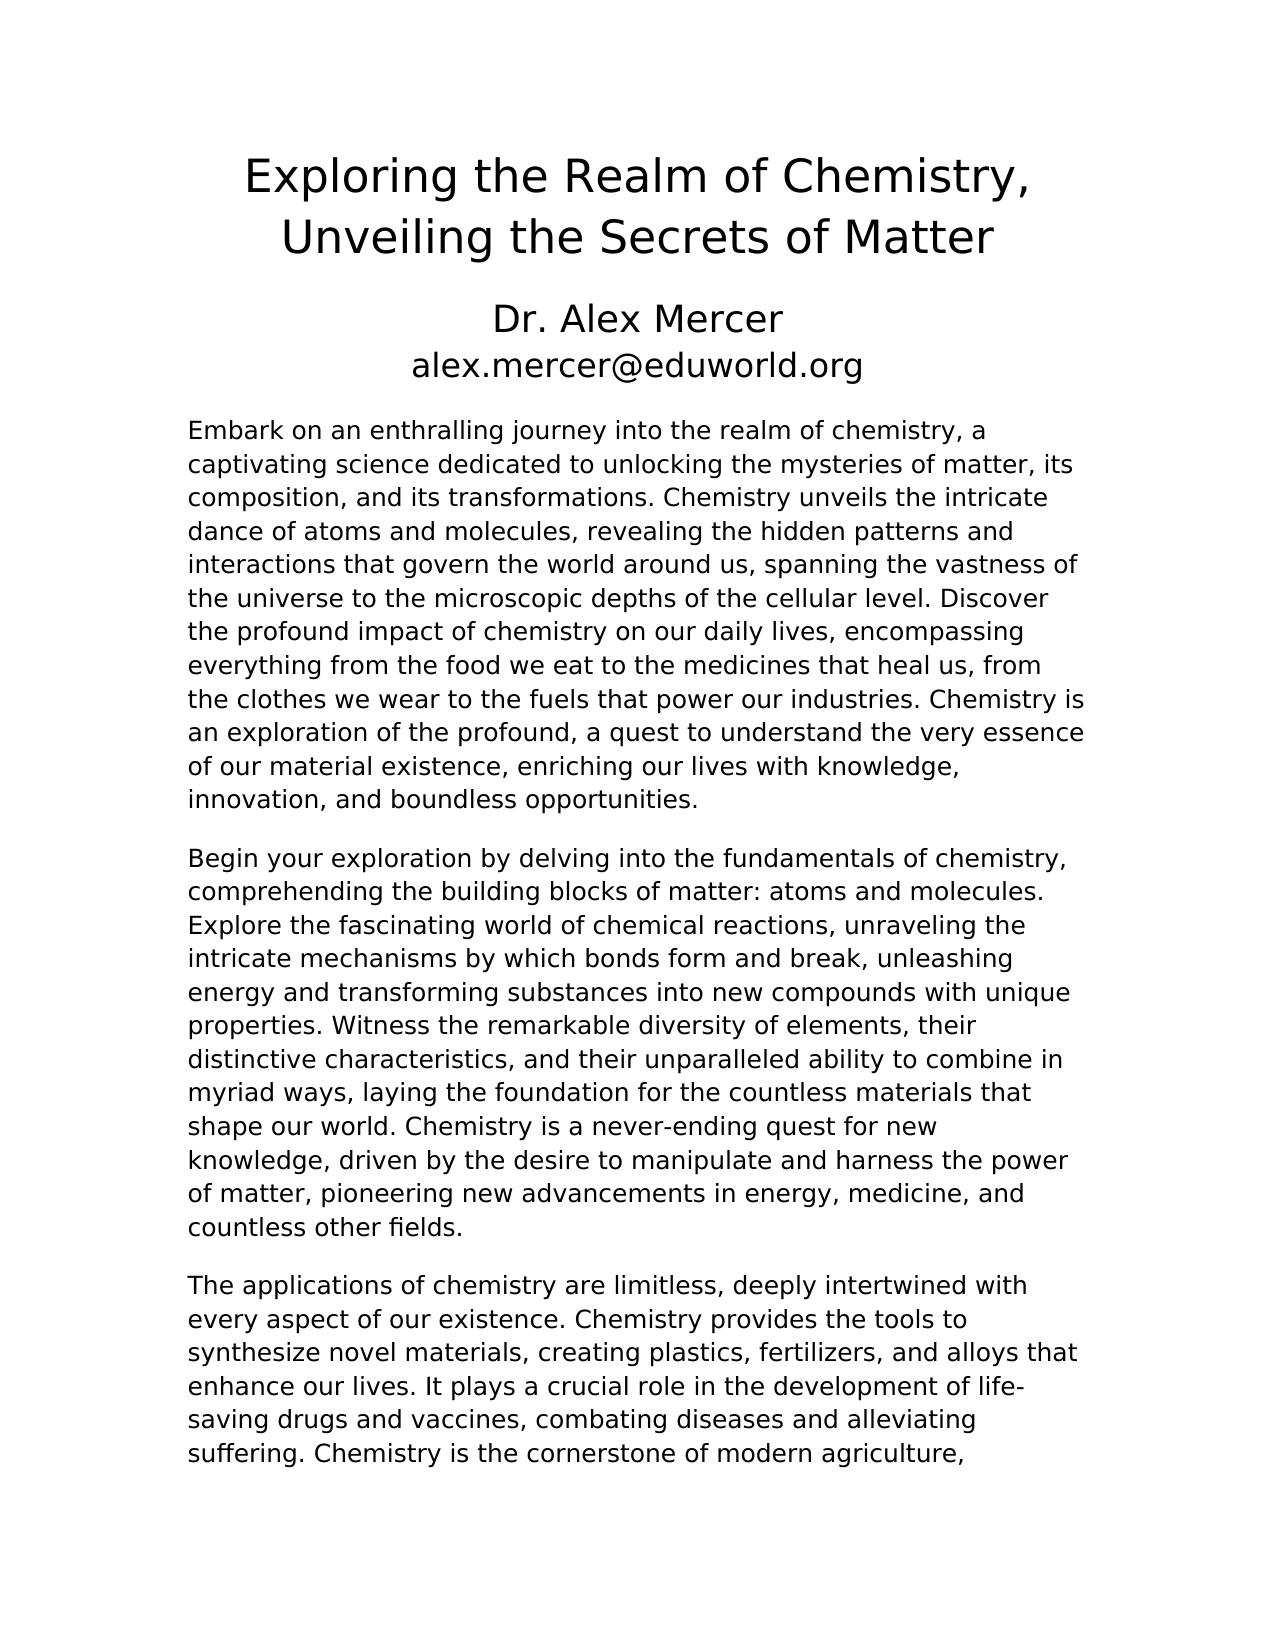 Exploring the Realm of Chemistry,
Unveiling the Secrets of Matter
Dr. Alex Mercer
alex.mercer@eduworld.org
Embark on an enthralling journey into the realm of chemistry, a
captivating science dedicated to unlocking the mysteries of matter, its
composition, and its transformations. Chemistry unveils the intricate
dance of atoms and molecules, revealing the hidden patterns and
interactions that govern the world around us, spanning the vastness of
the universe to the microscopic depths of the cellular level. Discover
the profound impact of chemistry on our daily lives, encompassing
everything from the food we eat to the medicines that heal us, from
the clothes we wear to the fuels that power our industries. Chemistry is
an exploration of the profound, a quest to understand the very essence
of our material existence, enriching our lives with knowledge,
innovation, and boundless opportunities.
Begin your exploration by delving into the fundamentals of chemistry,
comprehending the building blocks of matter: atoms and molecules.
Explore the fascinating world of chemical reactions, unraveling the
intricate mechanisms by which bonds form and break, unleashing
energy and transforming substances into new compounds with unique
properties. Witness the remarkable diversity of elements, their
distinctive characteristics, and their unparalleled ability to combine in
myriad ways, laying the foundation for the countless materials that
shape our world. Chemistry is a never-ending quest for new
knowledge, driven by the desire to manipulate and harness the power
of matter, pioneering new advancements in energy, medicine, and
countless other fields.
The applications of chemistry are limitless, deeply intertwined with
every aspect of our existence. Chemistry provides the tools to
synthesize novel materials, creating plastics, fertilizers, and alloys that
enhance our lives. It plays a crucial role in the development of life-
saving drugs and vaccines, combating diseases and alleviating
suffering. Chemistry is the cornerstone of modern agriculture,